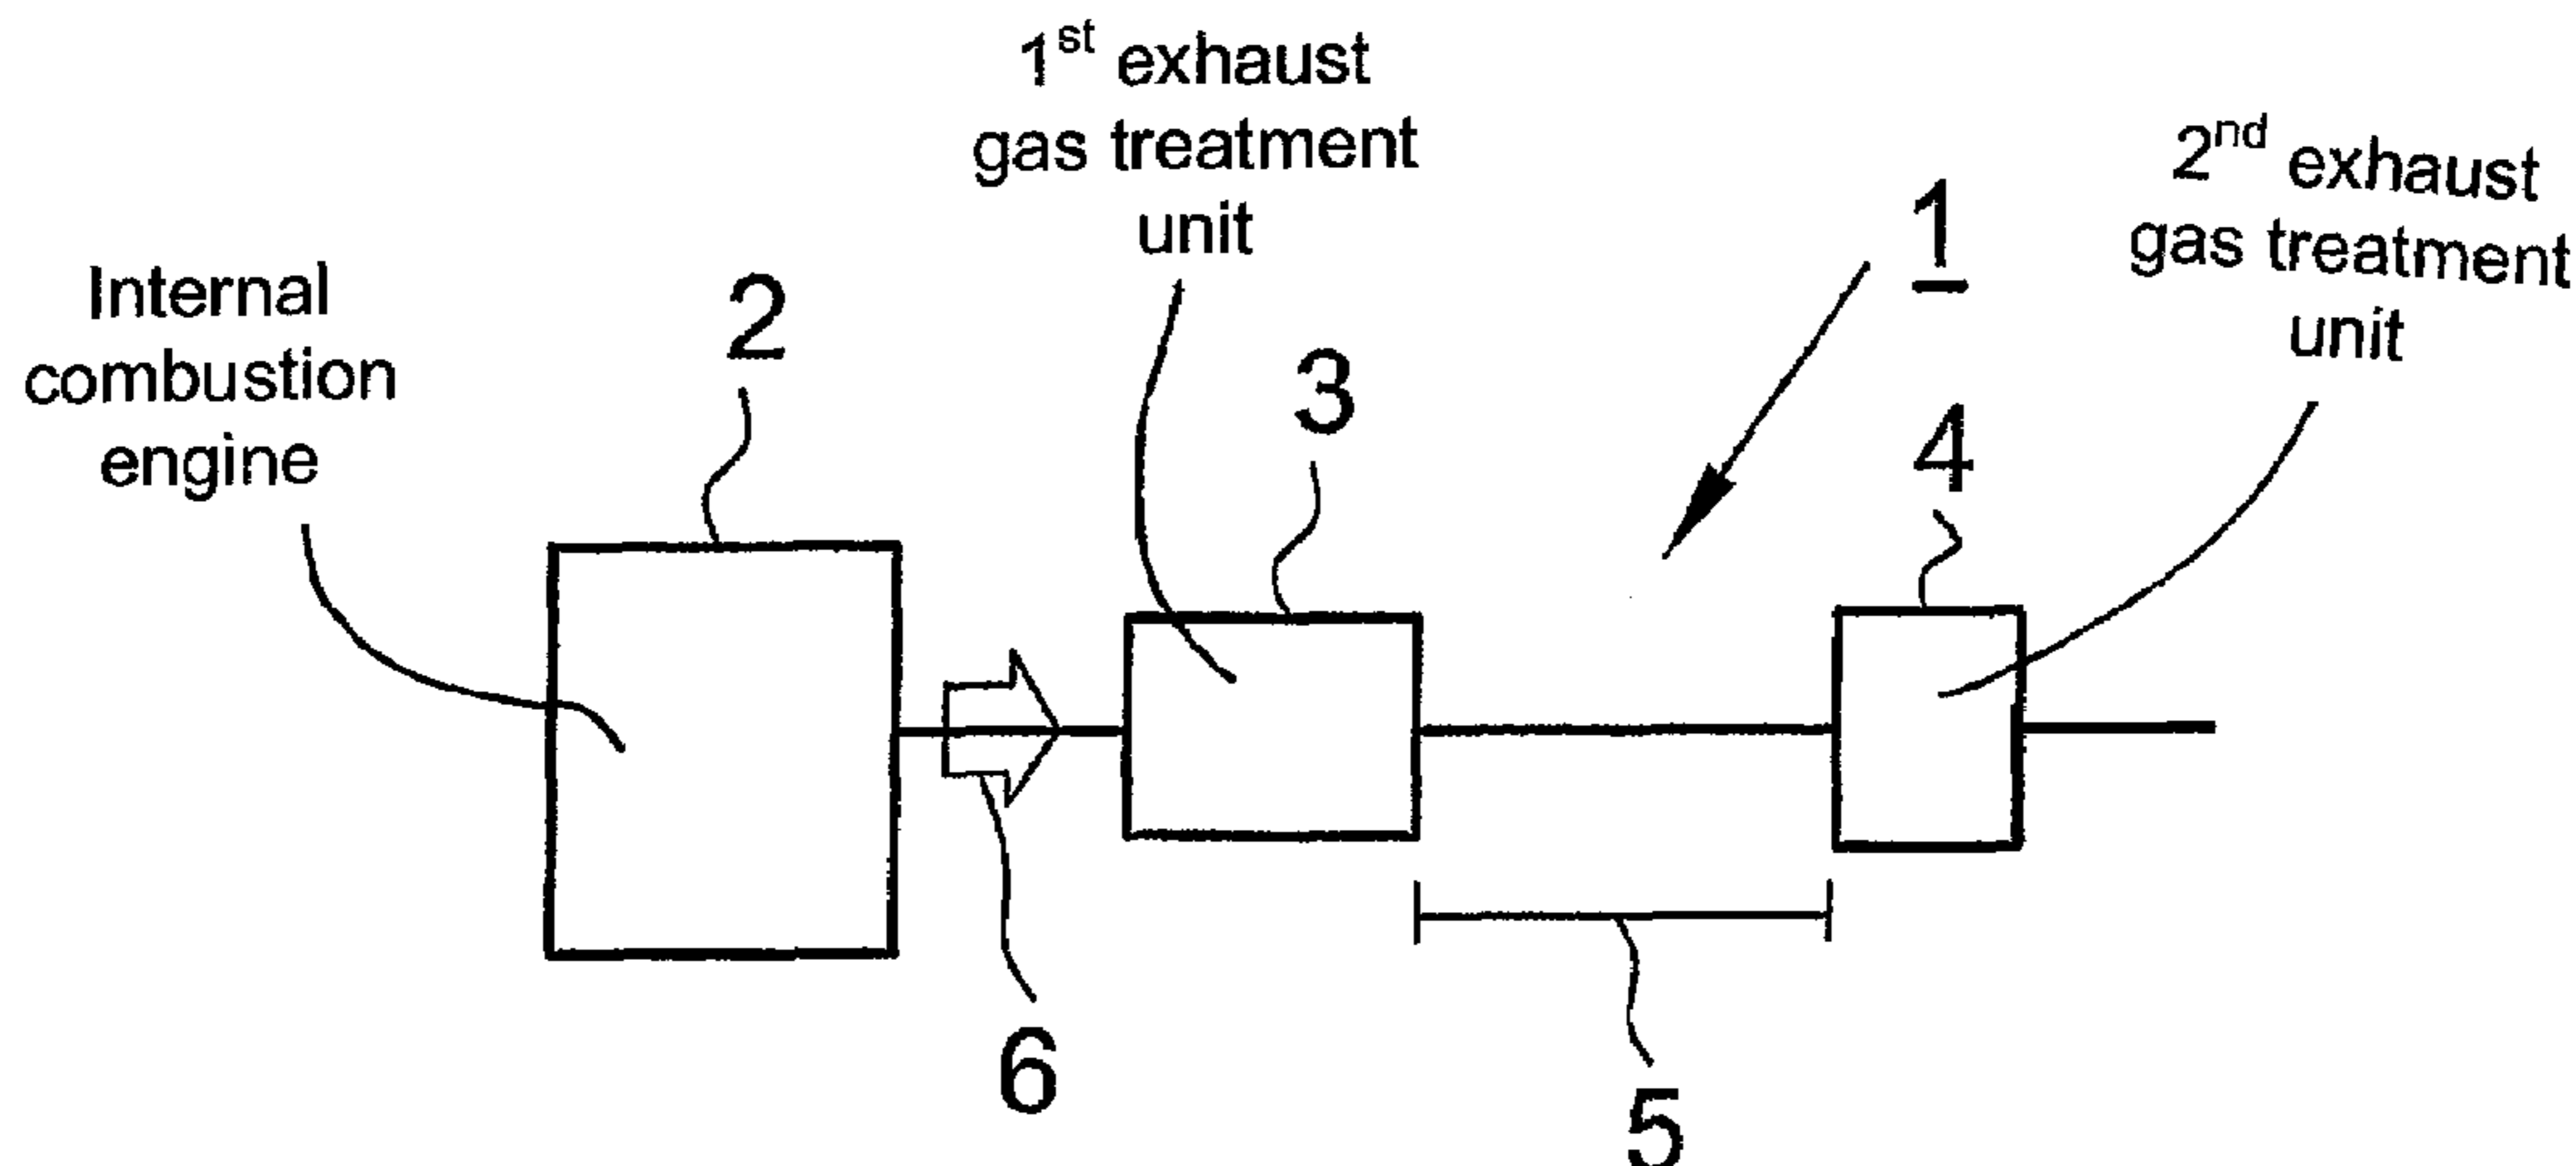 1st exhaust
gas treatment
unit
2nd exhaust
gas treatment
unit
1
Internal
combustion
engine
2
3
4
6
5